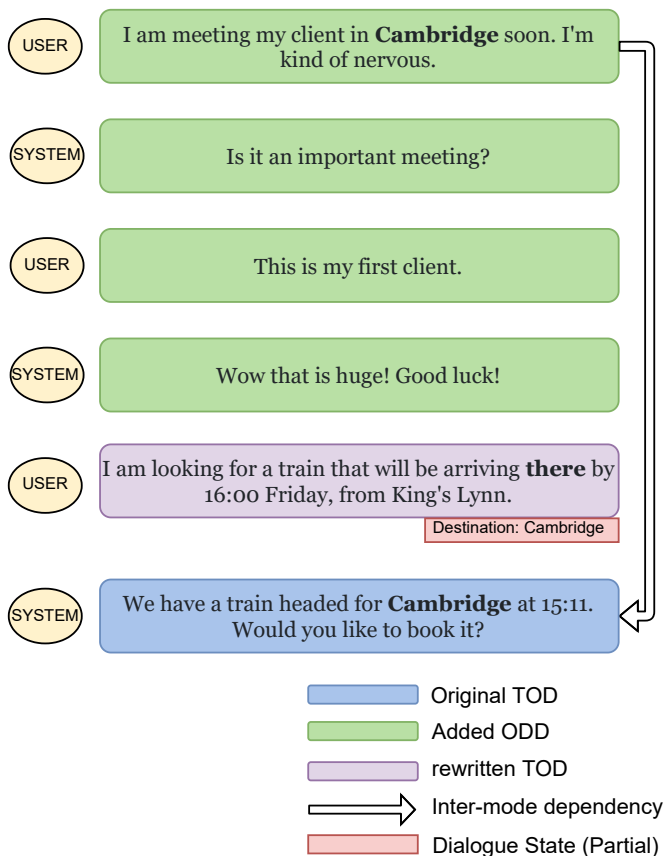 USER
I am meeting my client in Cambridge soon. I'm
kind of nervous.
SYSTEM
Is it an important meeting?
USER
This is my first client.
SYSTEM
Wow that is huge! Good luck!
USER
I am looking for a train that will be arriving there by
16:00 Friday, from King's Lynn.
Destination: Cambridge
SYSTEM
We have a train headed for Cambridge at 15:11.
Would you like to book it?
Original TOD
Added ODD
rewritten TOD
Inter-mode dependency
Dialogue State (Partial)